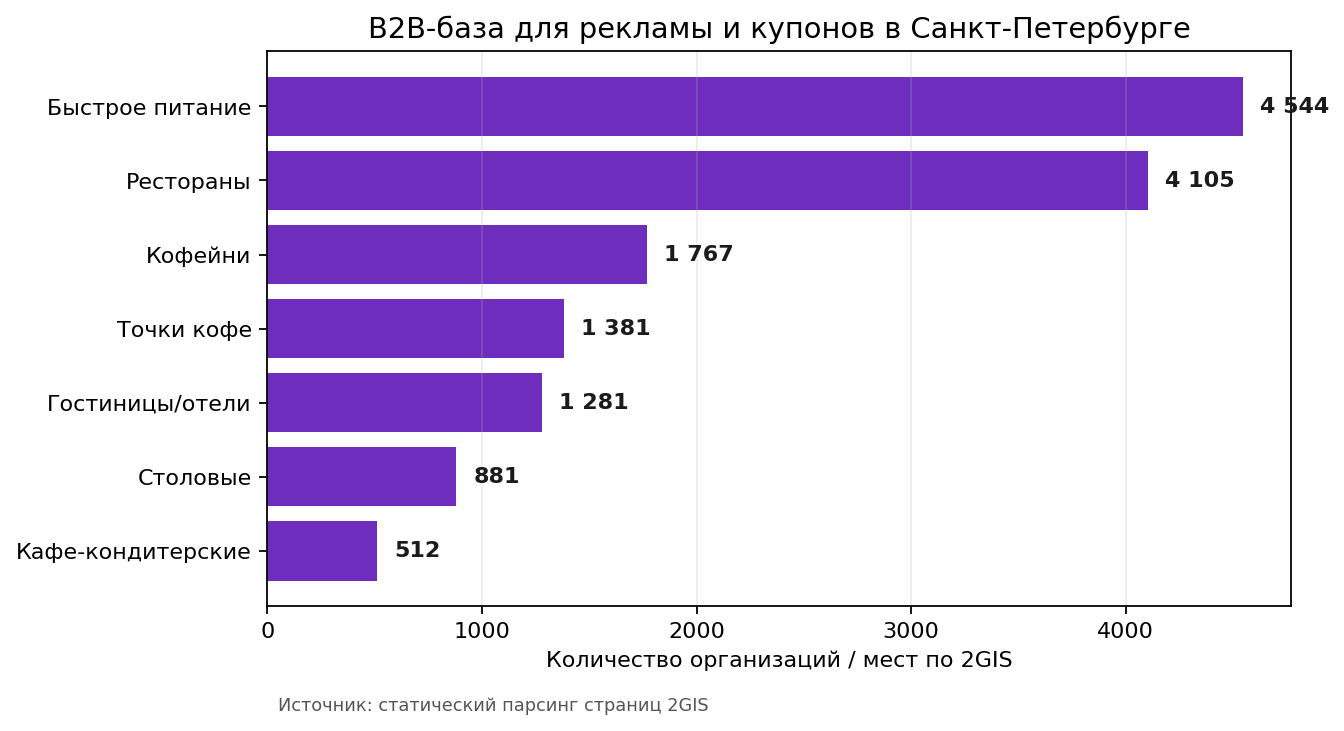 B2B-база для рекламы и купонов в Санкт-Петербурге
Быстрое питание 4 544
Рестораны 4 105
Кофейни 1 767
Точки кофе 1 381
Гостиницы/отели 1 281
Столовые 881
Кафе-кондитерские 512
0 1000 2000 3000 4000
Количество организаций / мест по 2GIS
Источник: статический парсинг страниц 2GIS